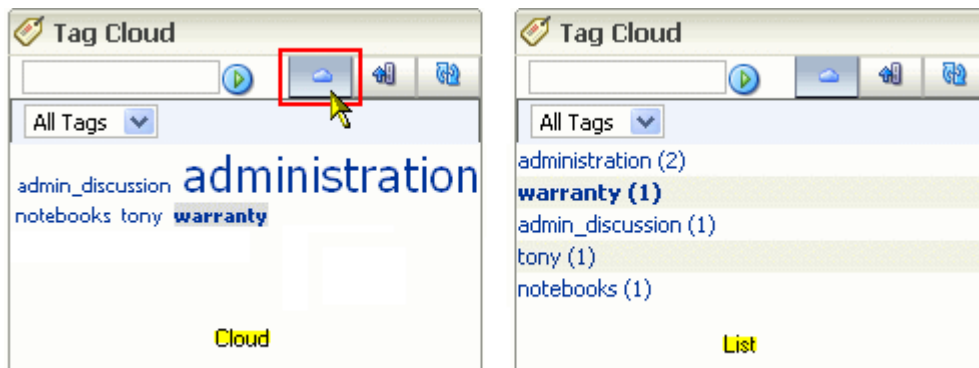 Tag Cloud
All Tags
admin_discussion administration
notebooks tony warranty
Cloud
Tag Cloud
All Tags
administration (2)
warranty (1)
admin_discussion (1)
tony (1)
notebooks (1)
List